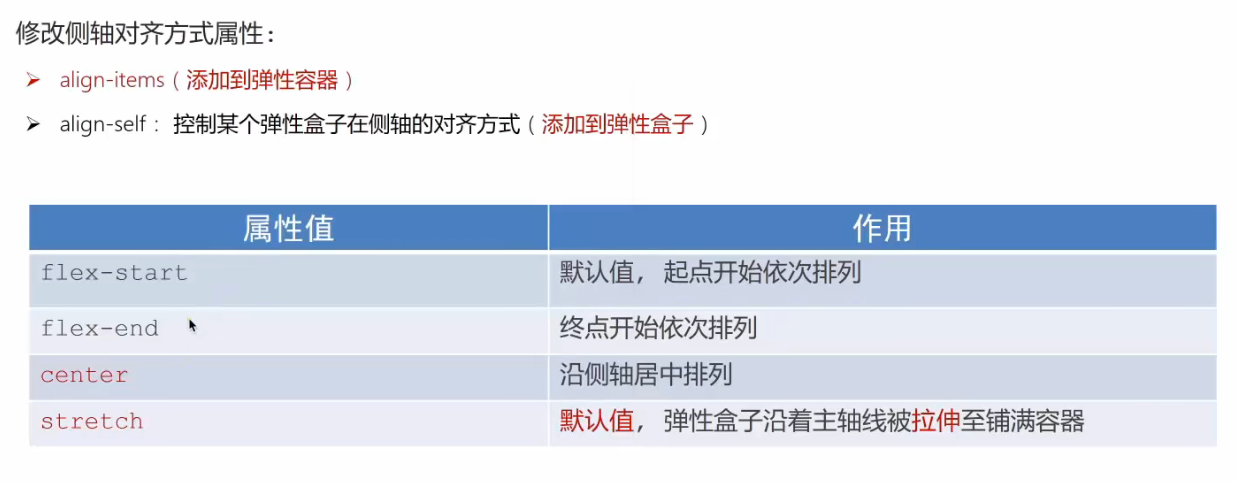 修改侧轴对齐方式属性：
➢ align-items（添加到弹性容器）
➢ align-self： 控制某个弹性盒子在侧轴的对齐方式（添加到弹性盒子）
属性值 作用
flex-start 默认值， 起点开始依次排列
flex-end 终点开始依次排列
center 沿侧轴居中排列
stretch 默认值， 弹性盒子沿着主轴线被拉伸至铺满容器